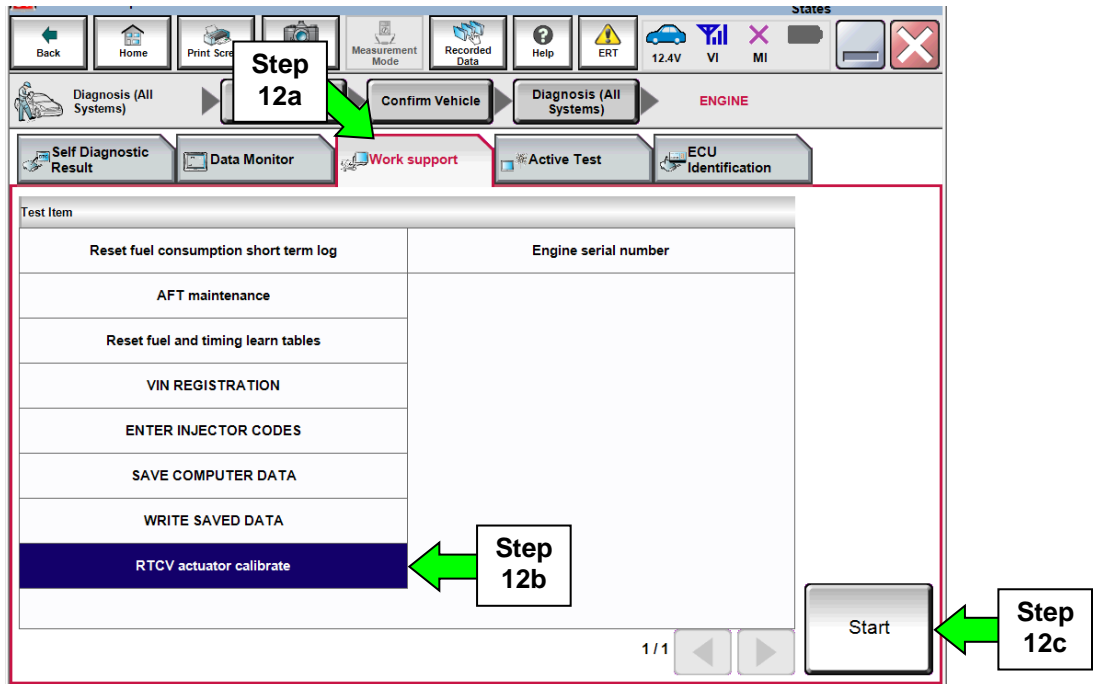 States
Back
Home
Print Scre
Measurement
Mode
Recorded
Data
Help
ERT
12.4V
VI
MI
Step
12a
Diagnosis (All
Systems)
Confirm Vehicle
Diagnosis (All
Systems)
ENGINE
Self Diagnostic
Result
Data Monitor
Work support
Active Test
ECU
Identification
Test Item
Reset fuel consumption short term log
Engine serial number
AFT maintenance
Reset fuel and timing learn tables
VIN REGISTRATION
ENTER INJECTOR CODES
SAVE COMPUTER DATA
WRITE SAVED DATA
RTCV actuator calibrate
Step
12b
Start
Step
12c
1/1